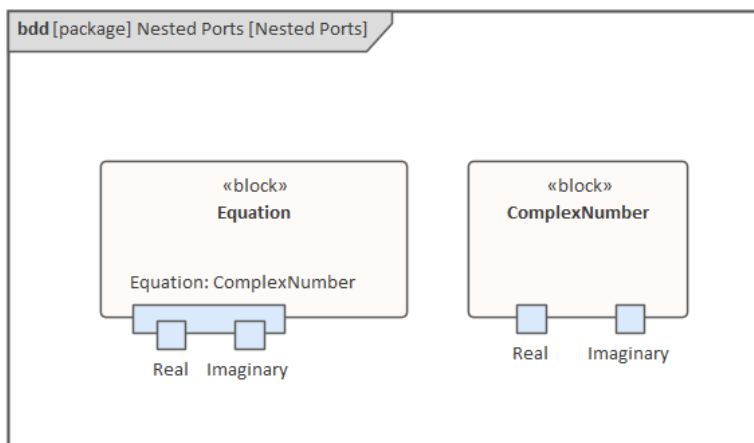 bdd [package] Nested Ports [Nested Ports]
«block»
Equation
Equation: ComplexNumber
Real Imaginary
«block»
ComplexNumber
Real Imaginary